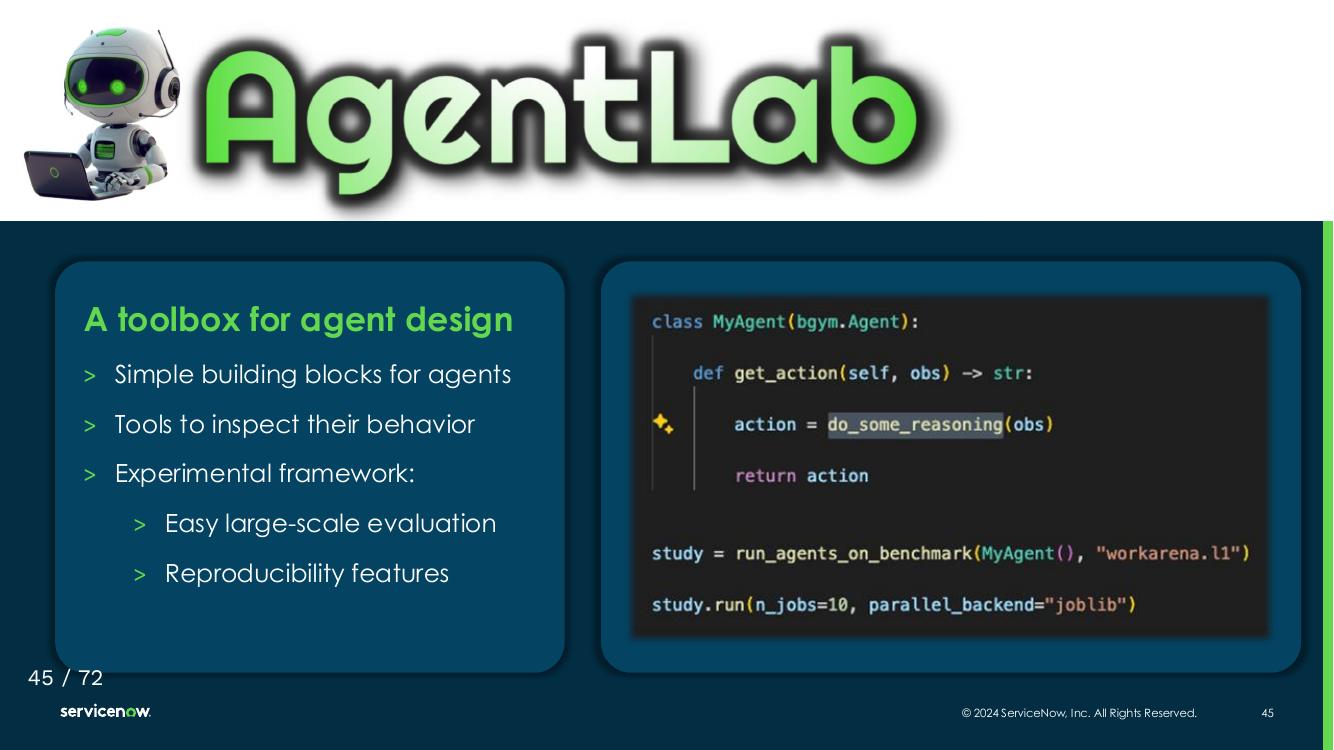 AgentLab
A toolbox for agent design
> Simple building blocks for agents
> Tools to inspect their behavior
> Experimental framework:
> Easy large-scale evaluation
> Reproducibility features
class MyAgent(bgym.Agent):
def get_action(self, obs) -> str:
action = do_some_reasoning(obs)
return action
study = run_agents_on_benchmark(MyAgent(), "workarena.l1")
study.run(n_jobs=10, parallel_backend="joblib")
45 / 72
servicenow.
© 2024 ServiceNow, Inc. All Rights Reserved.
45